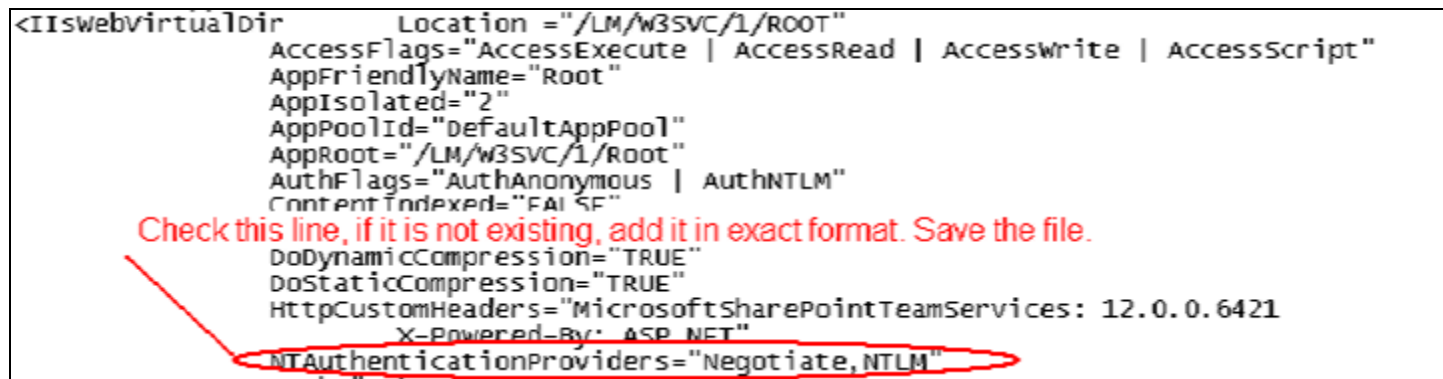 <IIsWebVirtualDir Location ="/LM/W3SVC/1/ROOT"
AccessFlags="AccessExecute | AccessRead | AccessWrite | AccessScript"
AppFriendlyName="Root"
AppIsolated="2"
AppPoolId="DefaultAppPool"
AppRoot="/LM/W3SVC/1/Root"
AuthFlags="AuthAnonymous | AuthNTLM"
ContentIndexed="FALSE"
Check this line, if it is not existing, add it in exact format. Save the file.
DoDynamicCompression="TRUE"
DoStaticCompression="TRUE"
HttpCustomHeaders="MicrosoftSharePointTeamServices: 12.0.0.6421
X-Powered-By: ASP.NET"
NTAuthenticationProviders="Negotiate,NTLM"